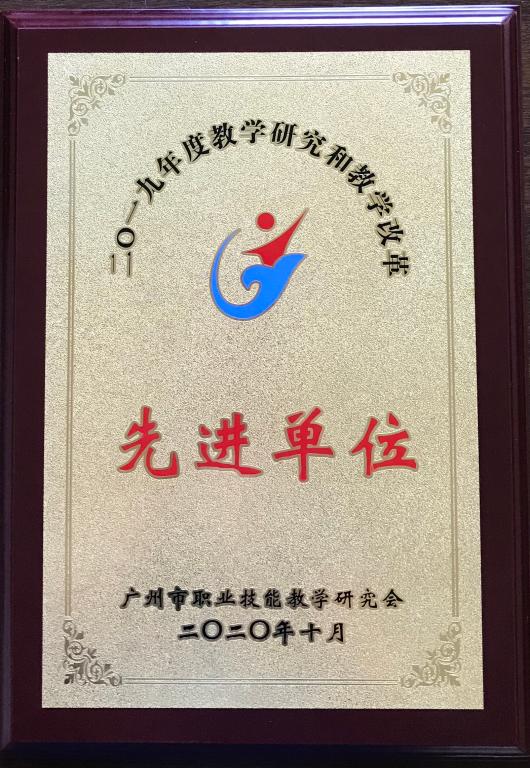 二〇一九年度教学研究和教学改革
先进单位
广州市职业技能教学研究会
二〇二〇年十月